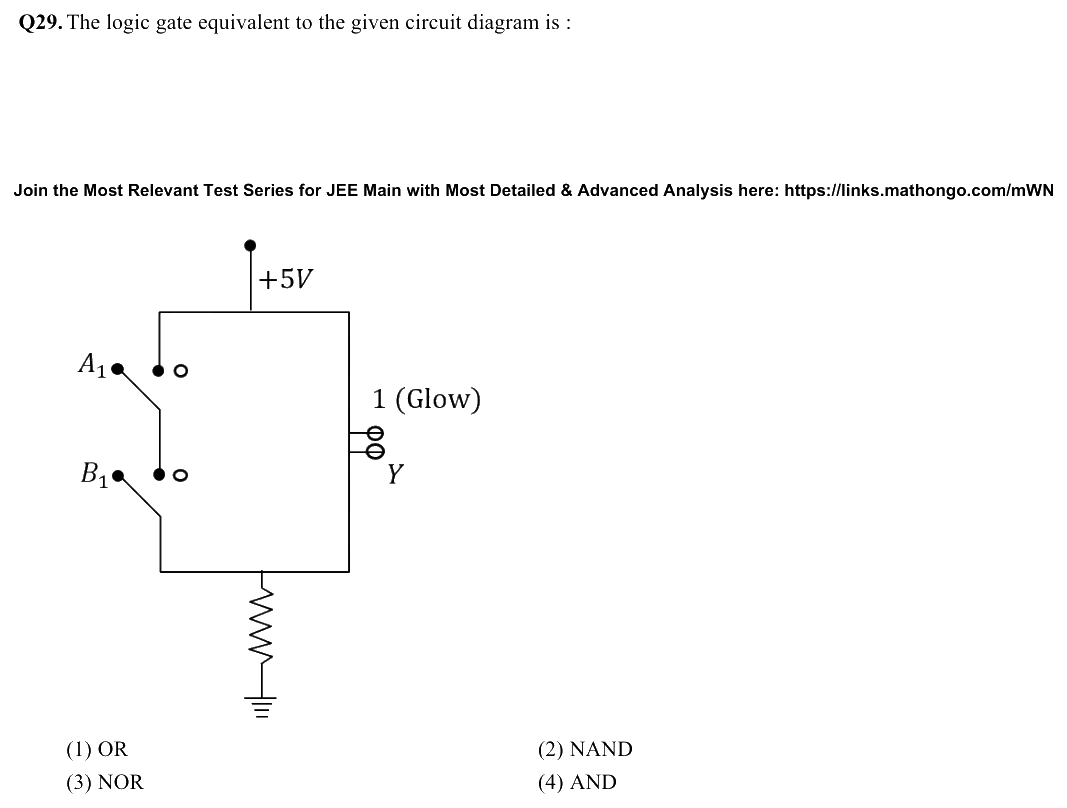 Q29. The logic gate equivalent to the given circuit diagram is :
Join the Most Relevant Test Series for JEE Main with Most Detailed & Advanced Analysis here: https://links.mathongo.com/mWN
+5V
A₁
1 (Glow)
B₁
Y
(1) OR
(2) NAND
(3) NOR
(4) AND